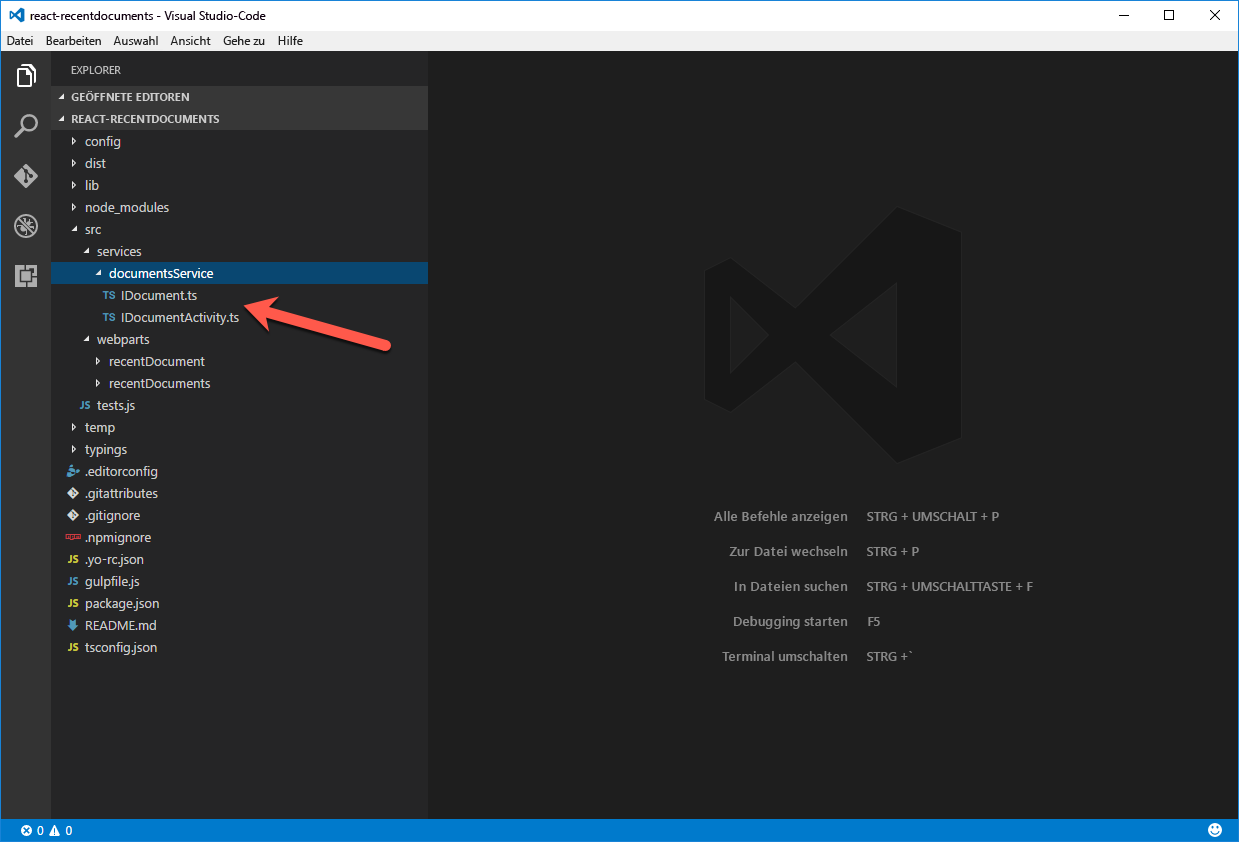 react-recentdocuments - Visual Studio-Code
Datei Bearbeiten Auswahl Ansicht Gehe zu Hilfe
EXPLORER
GEÖFFNETE EDITOREN
REACT-RECENTDOCUMENTS
config
dist
lib
node_modules
src
services
documentsService
TS IDocument.ts
TS IDocumentActivity.ts
webparts
recentDocument
recentDocuments
JS tests.js
temp
typings
.editorconfig
.gitattributes
.gitignore
npm .npmignore
JS .yo-rc.json
JS gulpfile.js
JS package.json
README.md
JS tsconfig.json
Alle Befehle anzeigen STRG + UMSCHALT + P
Zur Datei wechseln STRG + P
In Dateien suchen STRG + UMSCHALTTASTE + F
Debugging starten F5
Terminal umschalten STRG +`
0 0